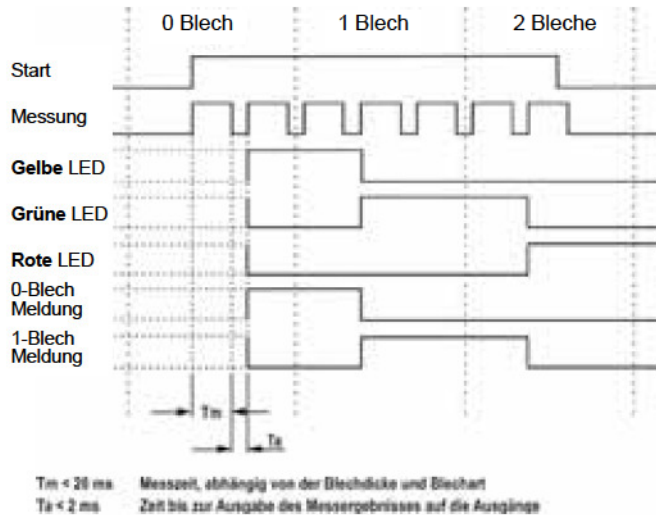 0 Blech 1 Blech 2 Bleche
Start
Messung
Gelbe LED
Grüne LED
Rote LED
0-Blech
Meldung
1-Blech
Meldung
Tm
Ta
Tm < 20 ms Messzeit, abhängig von der Blechdicke und Blechart
Ta < 2 ms Zeit bis zur Ausgabe des Messergebnisses auf die Ausgänge